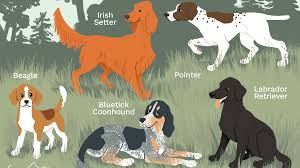 Irish
Setter
Beagle
Pointer
Bluetick
Coonhound
Labrador
Retriever